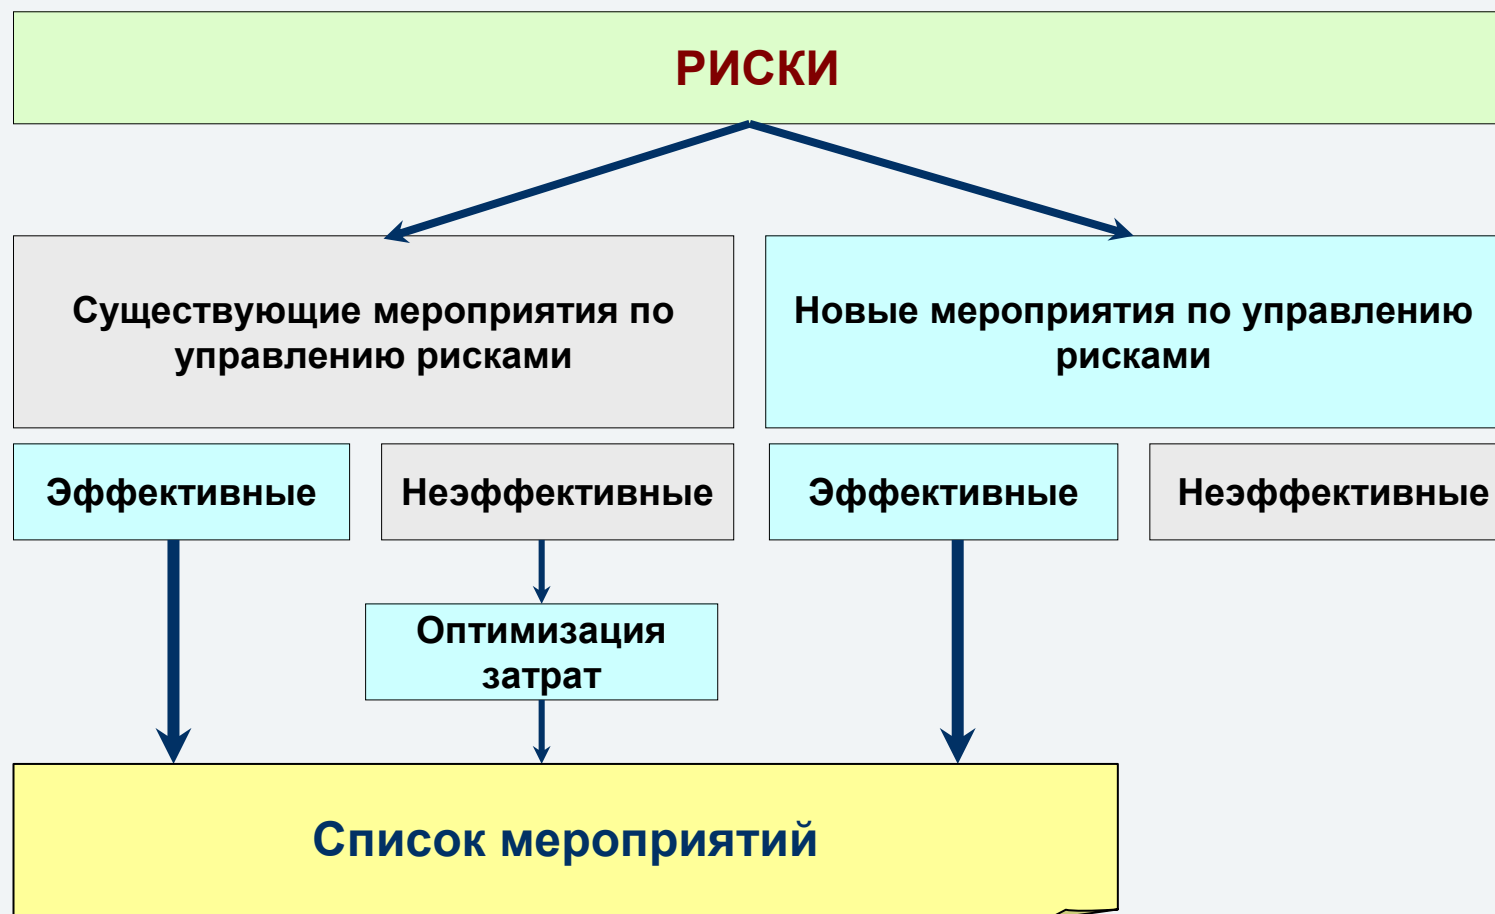 РИСКИ
Существующие мероприятия по
управлению рисками
Новые мероприятия по управлению
рисками
Эффективные
Неэффективные
Эффективные
Неэффективные
Оптимизация
затрат
Список мероприятий